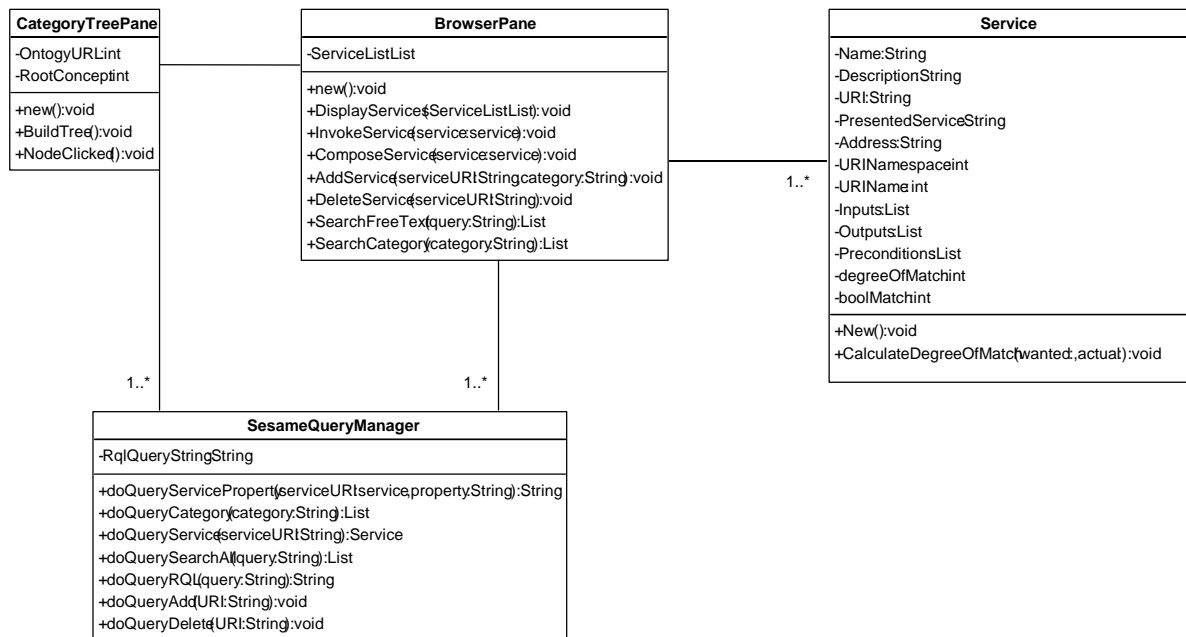 CategoryTreePane
-OntogyURL:int
-RootConcept:int
+new():void
+BuildTree():void
+NodeClicked():void
BrowserPane
-ServiceList:List
+new():void
+DisplayServices(ServiceList:List):void
+InvokeService(service:service):void
+ComposeService(service:service):void
+AddService(serviceURI:String,category:String):void
+DeleteService(serviceURI:String):void
+SearchFreeText(query:String):List
+SearchCategory(category:String):List
Service
-Name:String
-Description:String
-URI:String
-PresentedService:String
-Address:String
-URINamespace:int
-URIName:int
-Inputs:List
-Outputs:List
-Preconditions:List
-degreeOfMatch:int
-boolMatch:int
+New():void
+CalculateDegreeOfMatch(wanted:,actual:):void
1..*
1..*
1..*
SesameQueryManager
-RqlQueryString:String
+doQueryServiceProperty(serviceURI:service,property:String):String
+doQueryCategory(category:String):List
+doQueryService(serviceURI:String):Service
+doQuerySearchAll(query:String):List
+doQueryRQL(query:String):String
+doQueryAdd(URI:String):void
+doQueryDelete(URI:String):void